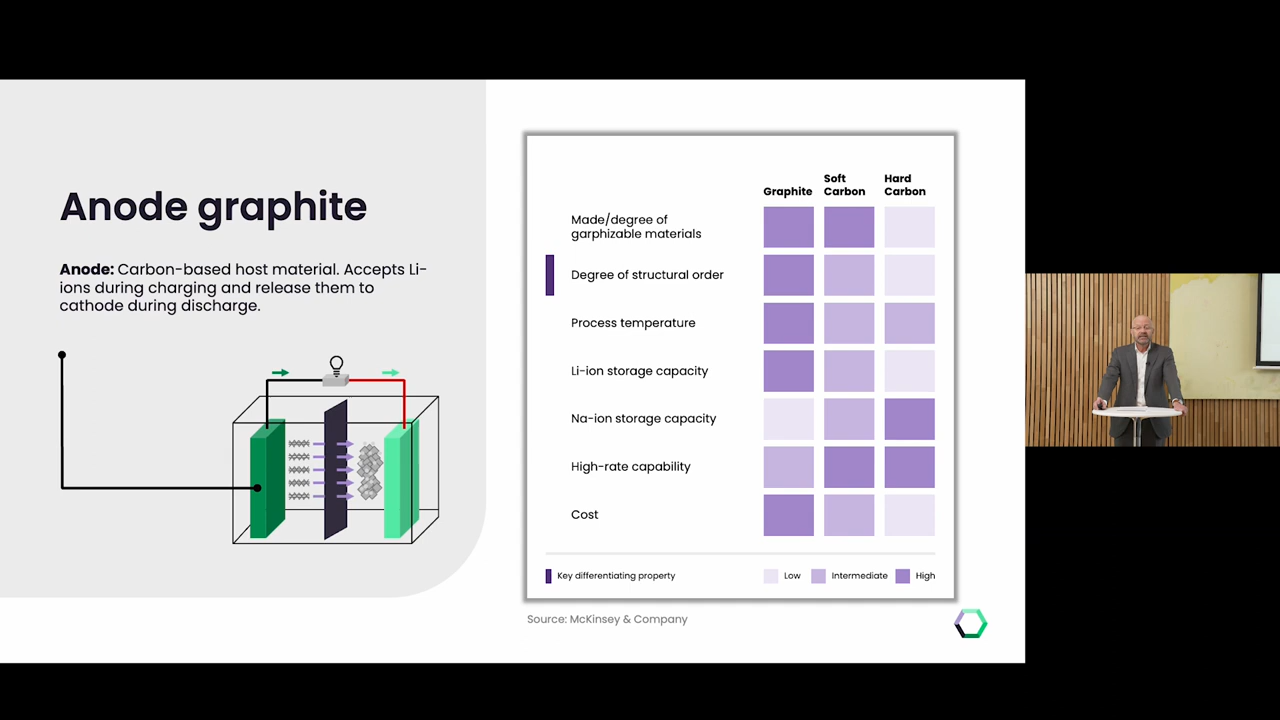 Anode graphite
Anode: Carbon-based host material. Accepts Li-
ions during charging and release them to
cathode during discharge.
Graphite
Soft
Carbon
Hard
Carbon
Made/degree of
garphizable materials
Degree of structural order
Process temperature
Li-ion storage capacity
Na-ion storage capacity
High-rate capability
Cost
Key differentiating property
Low
Intermediate
High
Source: McKinsey & Company